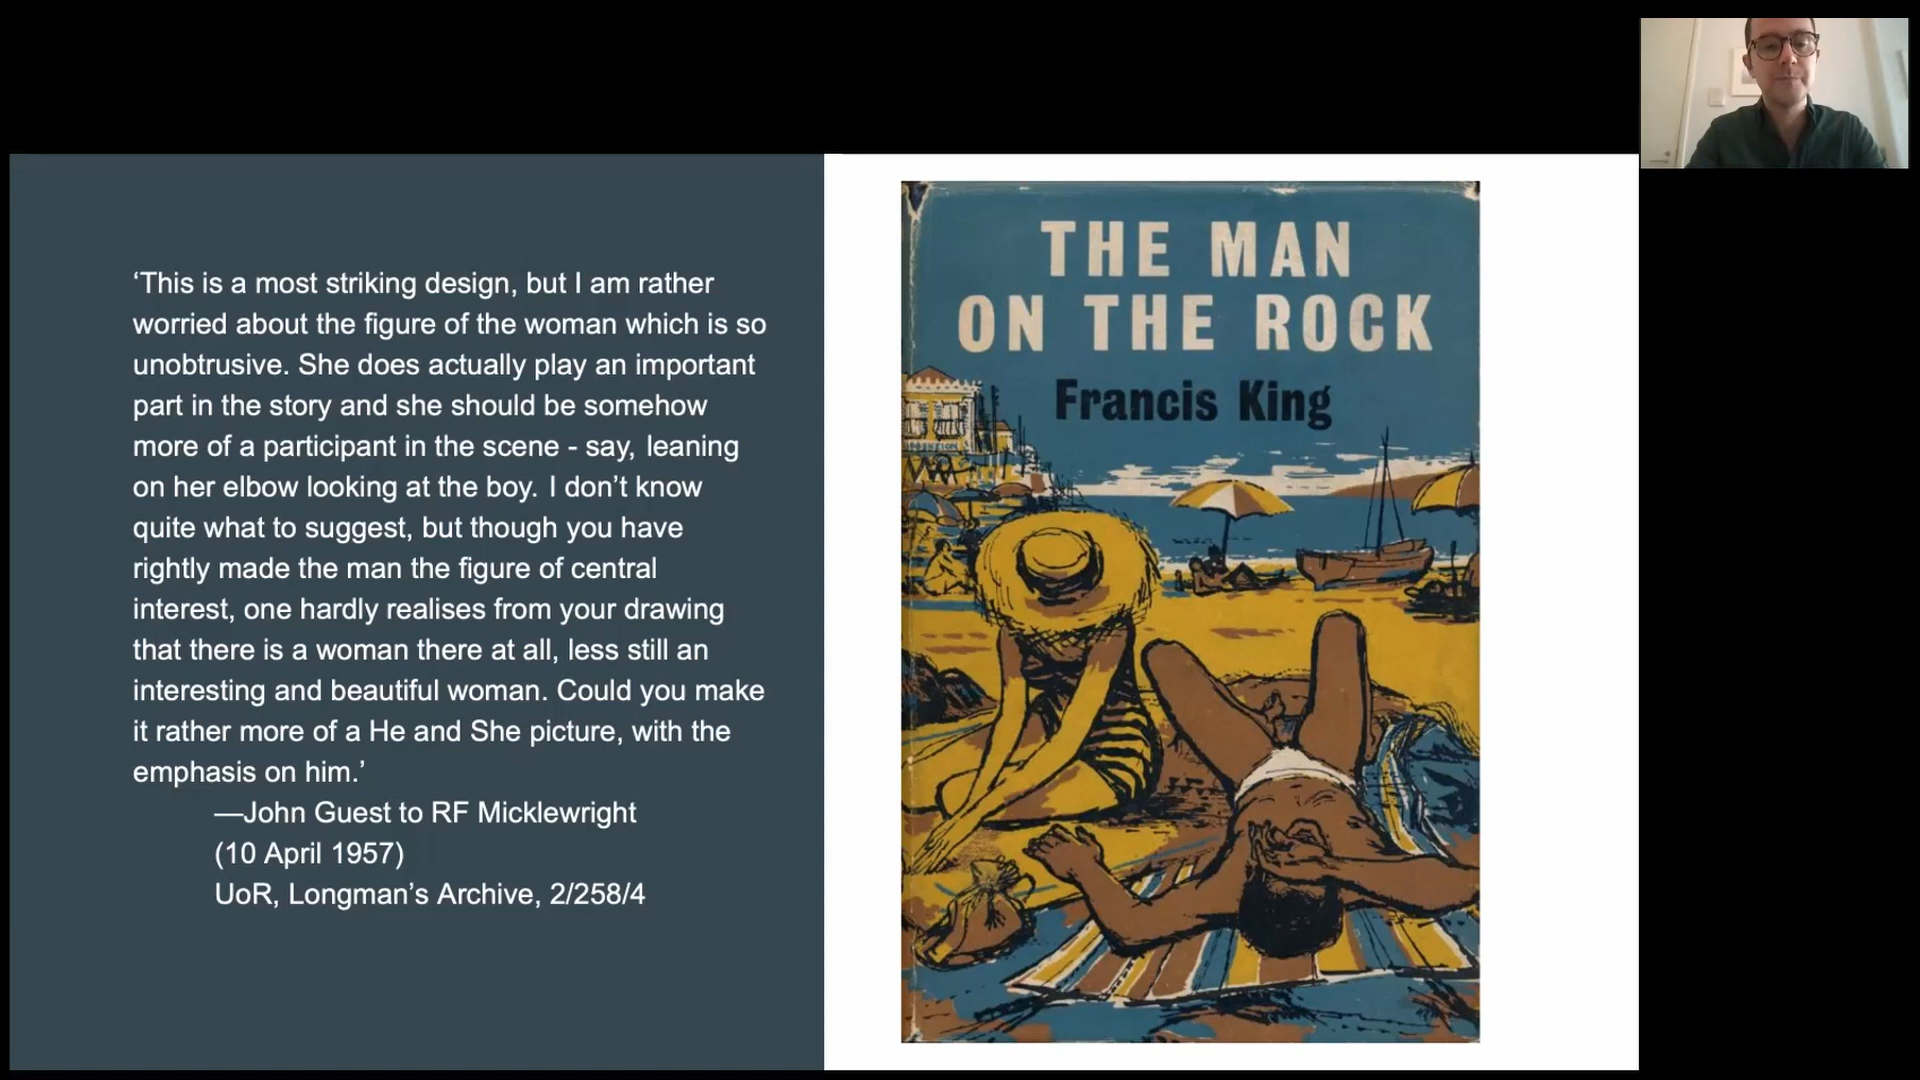 ‘This is a most striking design, but I am rather
worried about the figure of the woman which is so
unobtrusive. She does actually play an important
part in the story and she should be somehow
more of a participant in the scene - say, leaning
on her elbow looking at the boy. I don’t know
quite what to suggest, but though you have
rightly made the man the figure of central
interest, one hardly realises from your drawing
that there is a woman there at all, less still an
interesting and beautiful woman. Could you make
it rather more of a He and She picture, with the
emphasis on him.’
—John Guest to RF Micklewright
(10 April 1957)
UoR, Longman’s Archive, 2/258/4
THE MAN
ON THE ROCK
Francis King